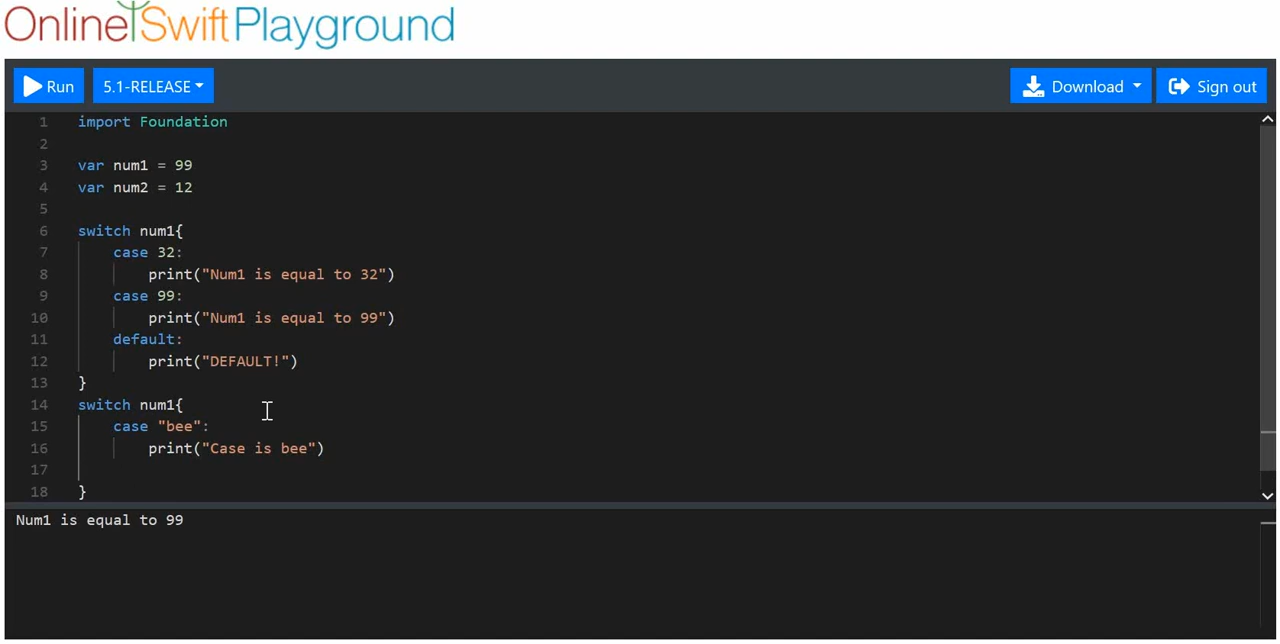 Online Swift Playground
Run 5.1-RELEASE Download Sign out
1 import Foundation
2
3 var num1 = 99
4 var num2 = 12
5
6 switch num1{
7 case 32:
8 print("Num1 is equal to 32")
9 case 99:
10 print("Num1 is equal to 99")
11 default:
12 print("DEFAULT!")
13 }
14 switch num1{
15 case "bee":
16 print("Case is bee")
17
18 }
Num1 is equal to 99